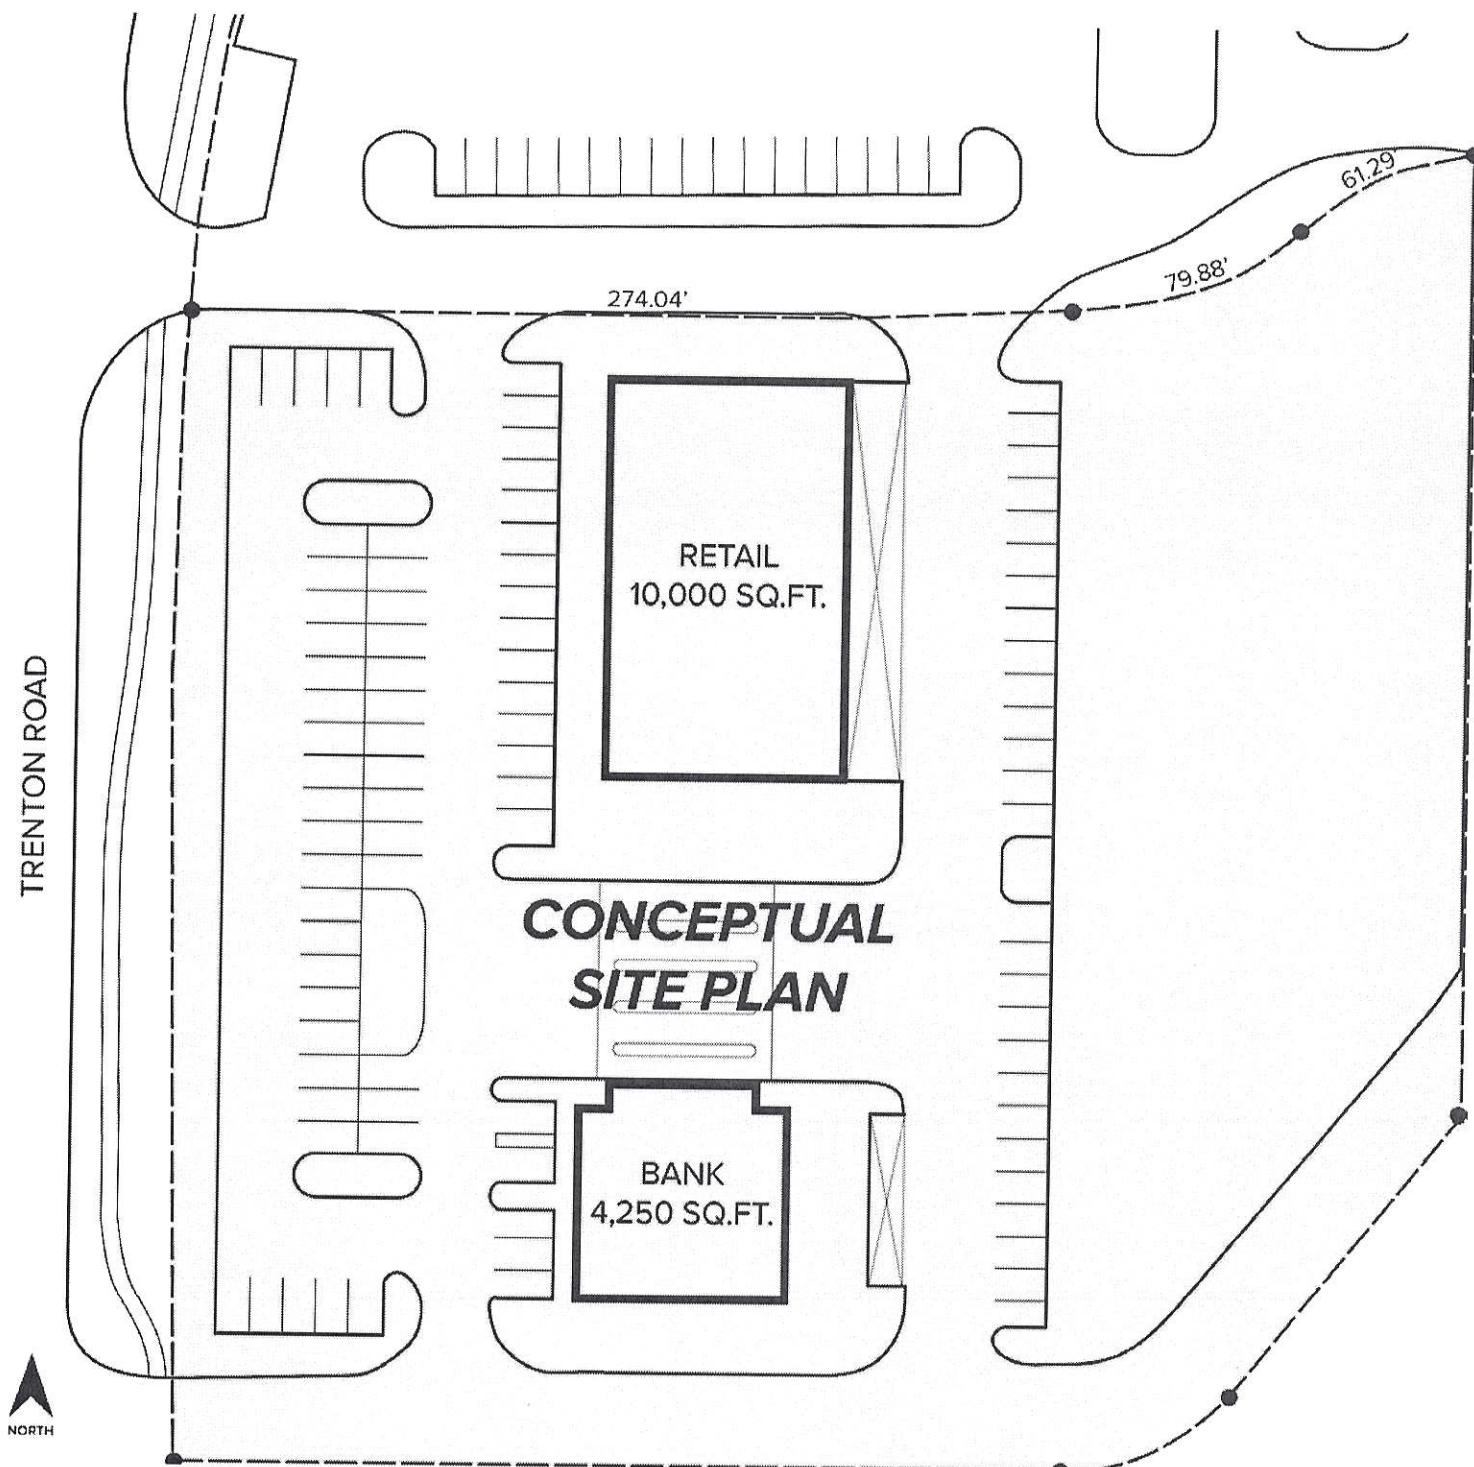 61.29'
79.88'
274.04'
RETAIL
10,000 SQ.FT.
TRENTON ROAD
CONCEPTUAL
SITE PLAN
BANK
4,250 SQ.FT.
NORTH